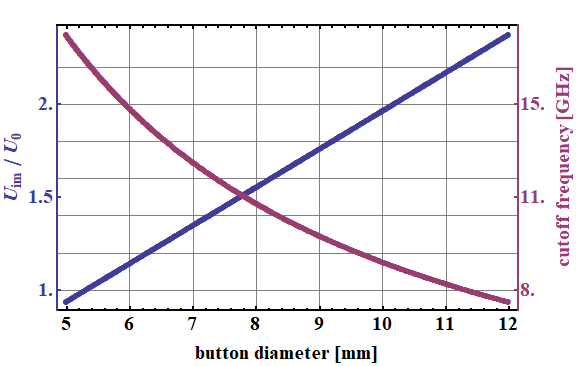 2.
1.5
1.
U_im / U_0
15.
11.
8.
cutoff frequency [GHz]
5 6 7 8 9 10 11 12
button diameter [mm]